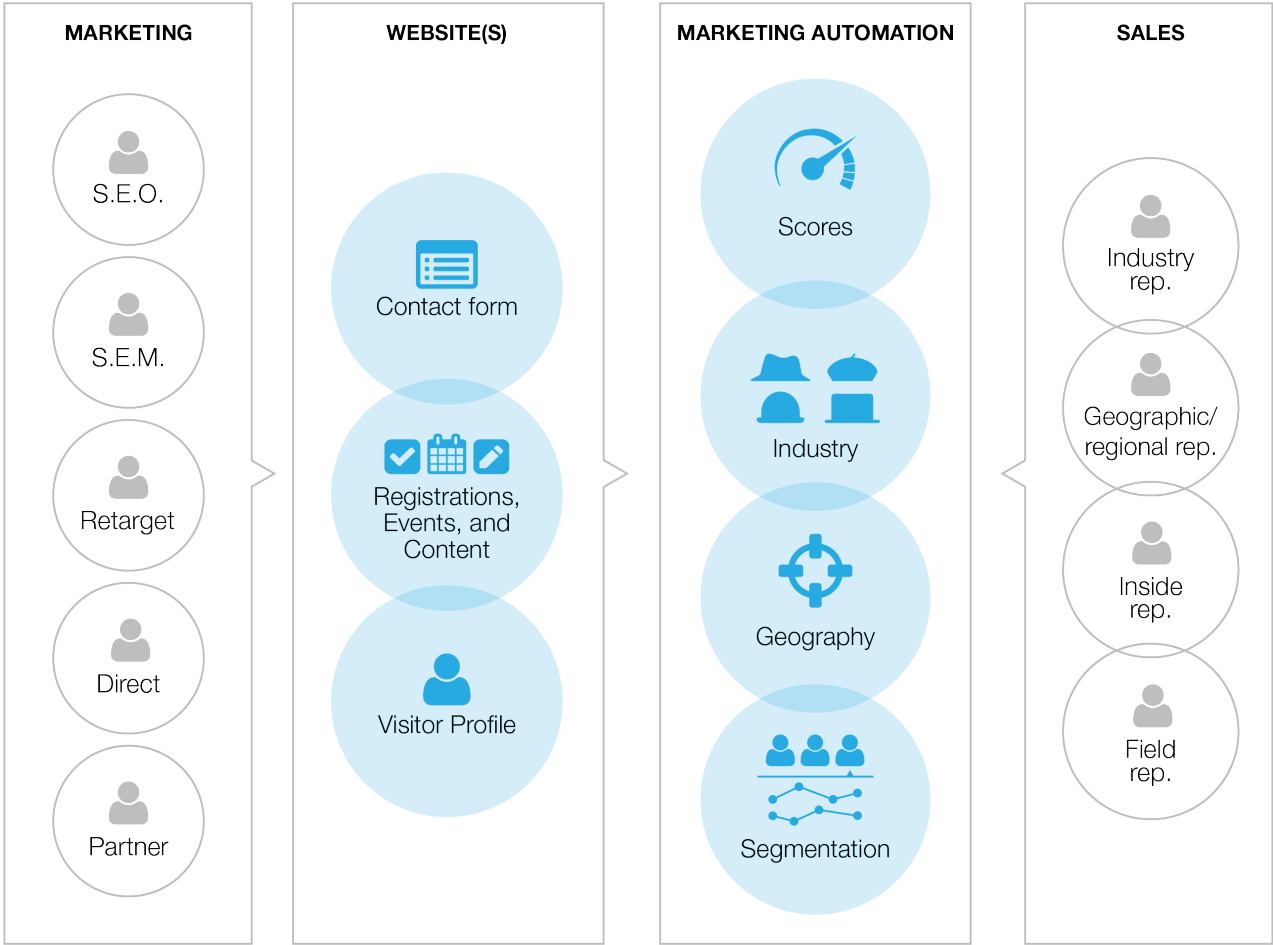 MARKETING
S.E.O.
S.E.M.
Retarget
Direct
Partner
WEBSITE(S)
Contact form
Registrations,
Events, and
Content
Visitor Profile
MARKETING AUTOMATION
Scores
Industry
Geography
Segmentation
SALES
Industry
rep.
Geographic/
regional rep.
Inside
rep.
Field
rep.